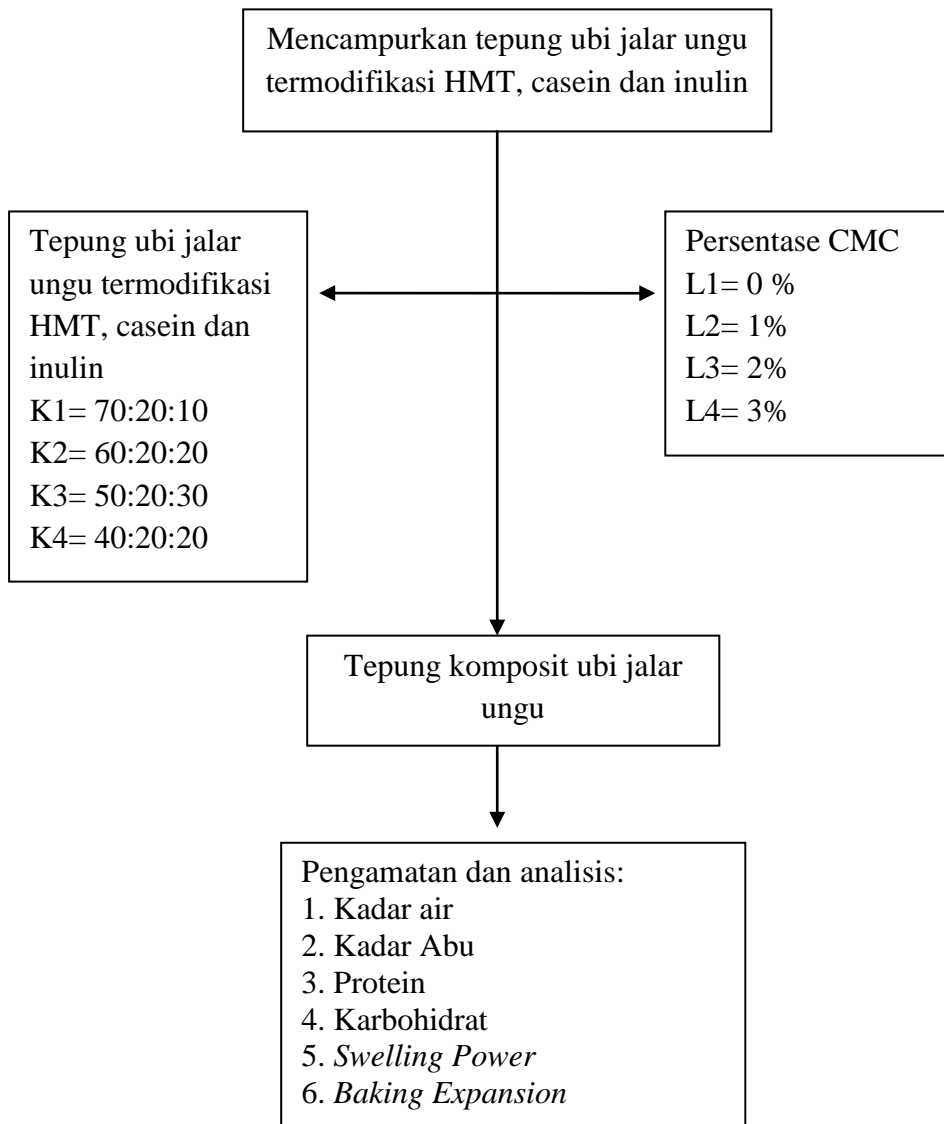 Mencampurkan tepung ubi jalar ungu
termodifikasi HMT, casein dan inulin
Tepung ubi jalar
ungu termodifikasi
HMT, casein dan
inulin
K1= 70:20:10
K2= 60:20:20
K3= 50:20:30
K4= 40:20:20
Persentase CMC
L1= 0 %
L2= 1%
L3= 2%
L4= 3%
Tepung komposit ubi jalar
ungu
Pengamatan dan analisis:
1. Kadar air
2. Kadar Abu
3. Protein
4. Karbohidrat
5. Swelling Power
6. Baking Expansion